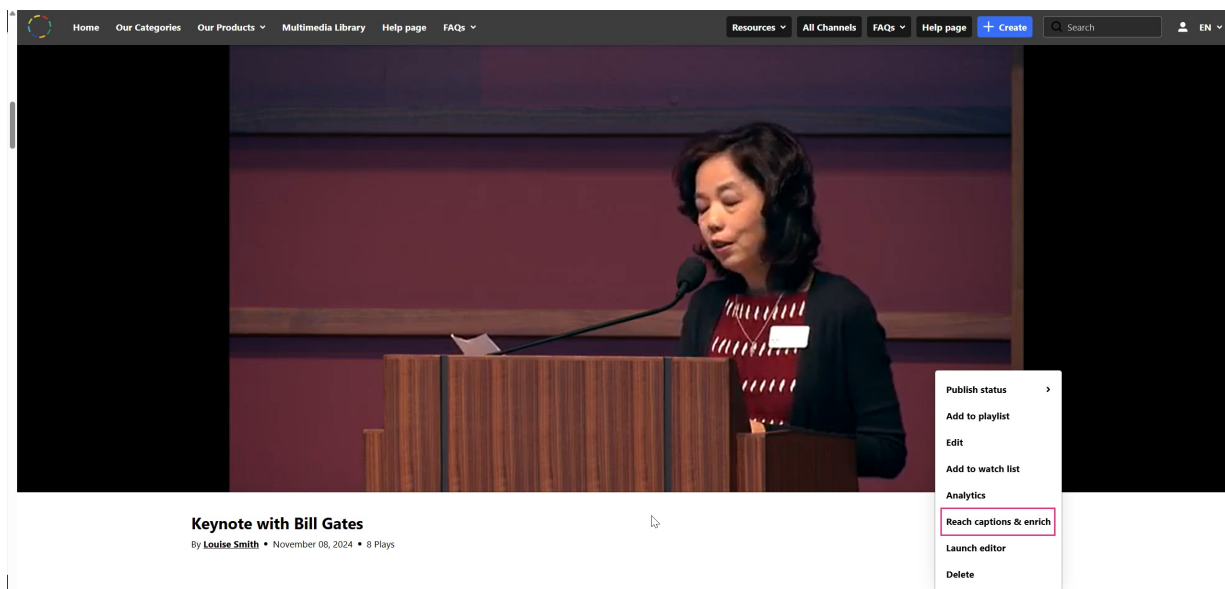 Home Our Categories Our Products Multimedia Library Help page FAQs Resources All Channels FAQs Help page + Create Search EN
Publish status
Add to playlist
Edit
Add to watch list
Analytics
Reach captions & enrich
Launch editor
Delete
Keynote with Bill Gates
By Louise Smith • November 08, 2024 • 8 Plays